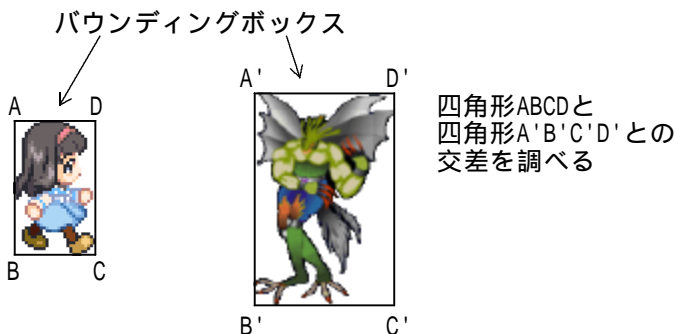 バウンディングボックス
A' D'
A D
四角形ABCDと
四角形A'B'C'D'との
交差を調べる
B C
B' C'